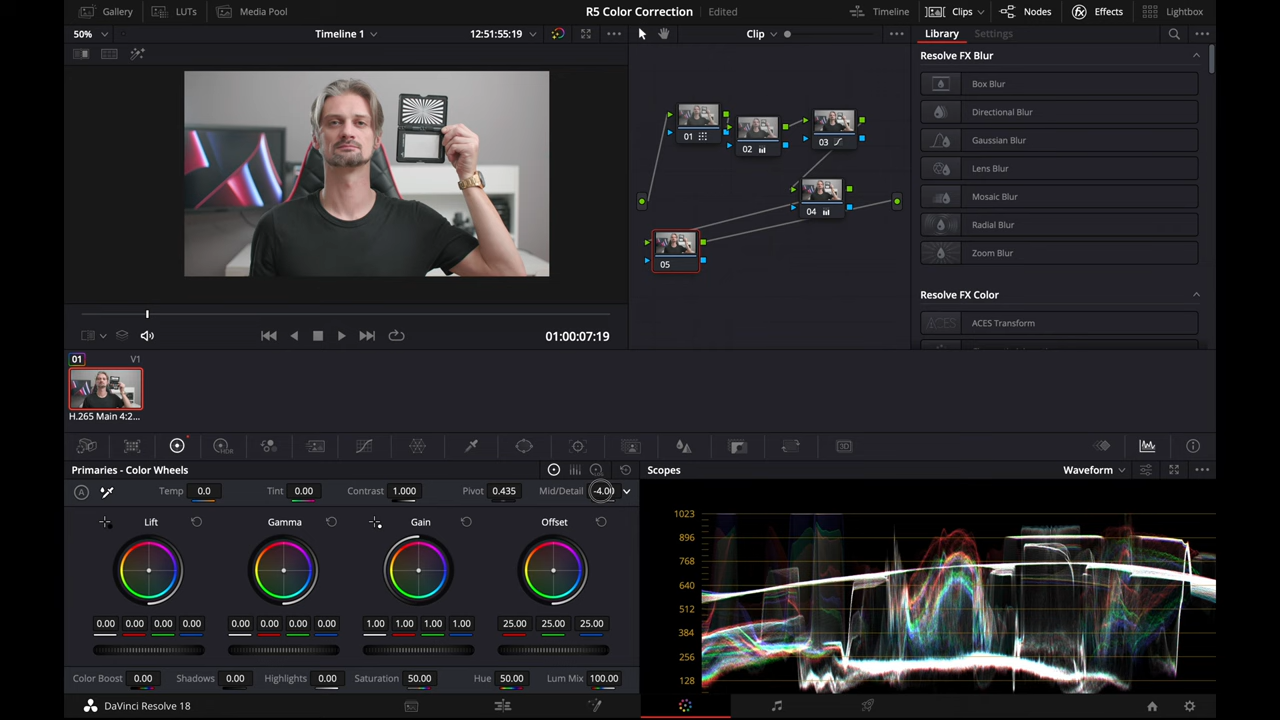 Gallery LUTs Media Pool R5 Color Correction Edited Timeline Clips Nodes Effects Lightbox
50% Timeline 1 12:51:55:19 Clip Library Settings
Resolve FX Blur
Box Blur
Directional Blur
Gaussian Blur
Lens Blur
Mosaic Blur
Radial Blur
Zoom Blur
Resolve FX Color
ACES Transform
01
02
03
04
05
01:00:07:19
01 V1
H.265 Main 4:2...
Primaries - Color Wheels
A Temp 0.0 Tint 0.00 Contrast 1.000 Pivot 0.435 Mid/Detail -4.00
Lift Gamma Gain Offset
0.00 0.00 0.00 0.00 0.00 0.00 0.00 0.00 1.00 1.00 1.00 1.00 25.00 25.00 25.00
Color Boost 0.00 Shadows 0.00 Highlights 0.00 Saturation 50.00 Hue 50.00 Lum Mix 100.00
Scopes Waveform
1023
896
768
640
512
384
256
128
DaVinci Resolve 18